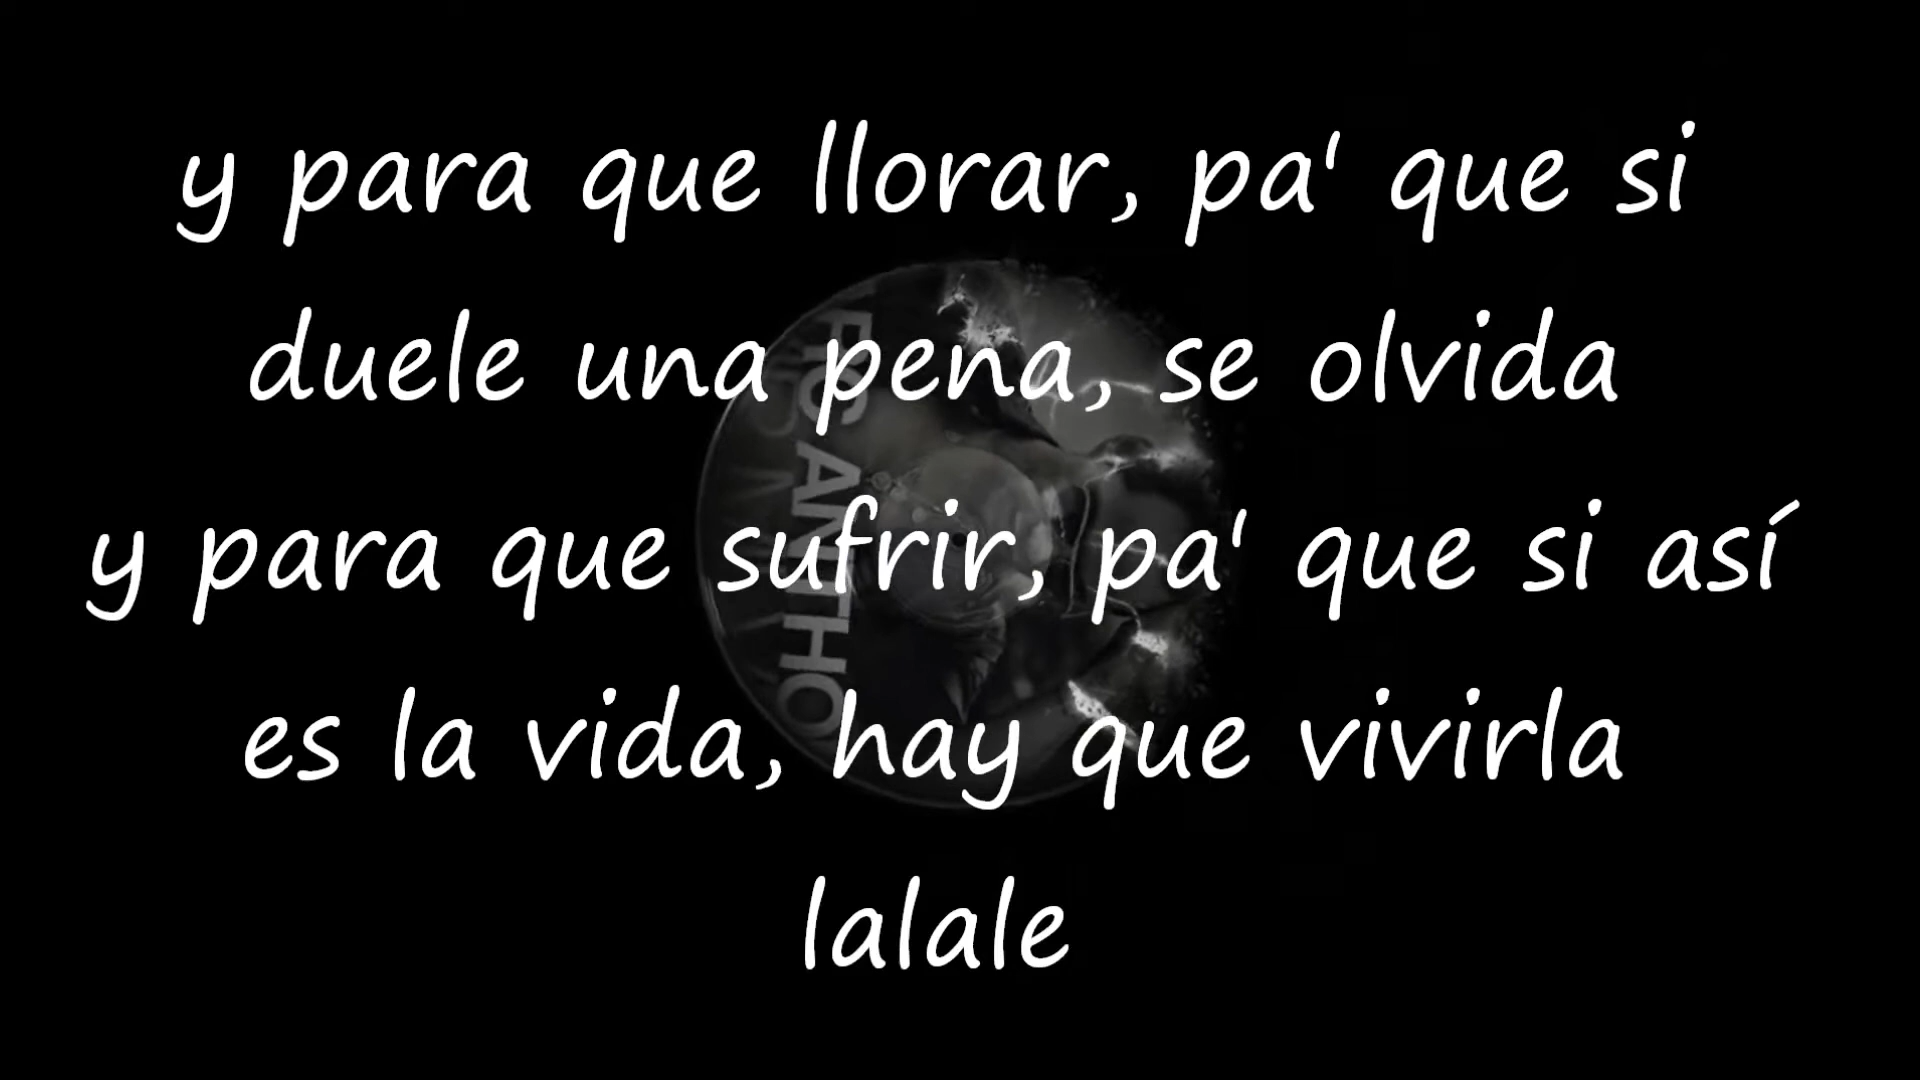 y para que llorar, pa' que si
duele una pena, se olvida
y para que sufrir, pa' que si así
es la vida, hay que vivirla
lalale